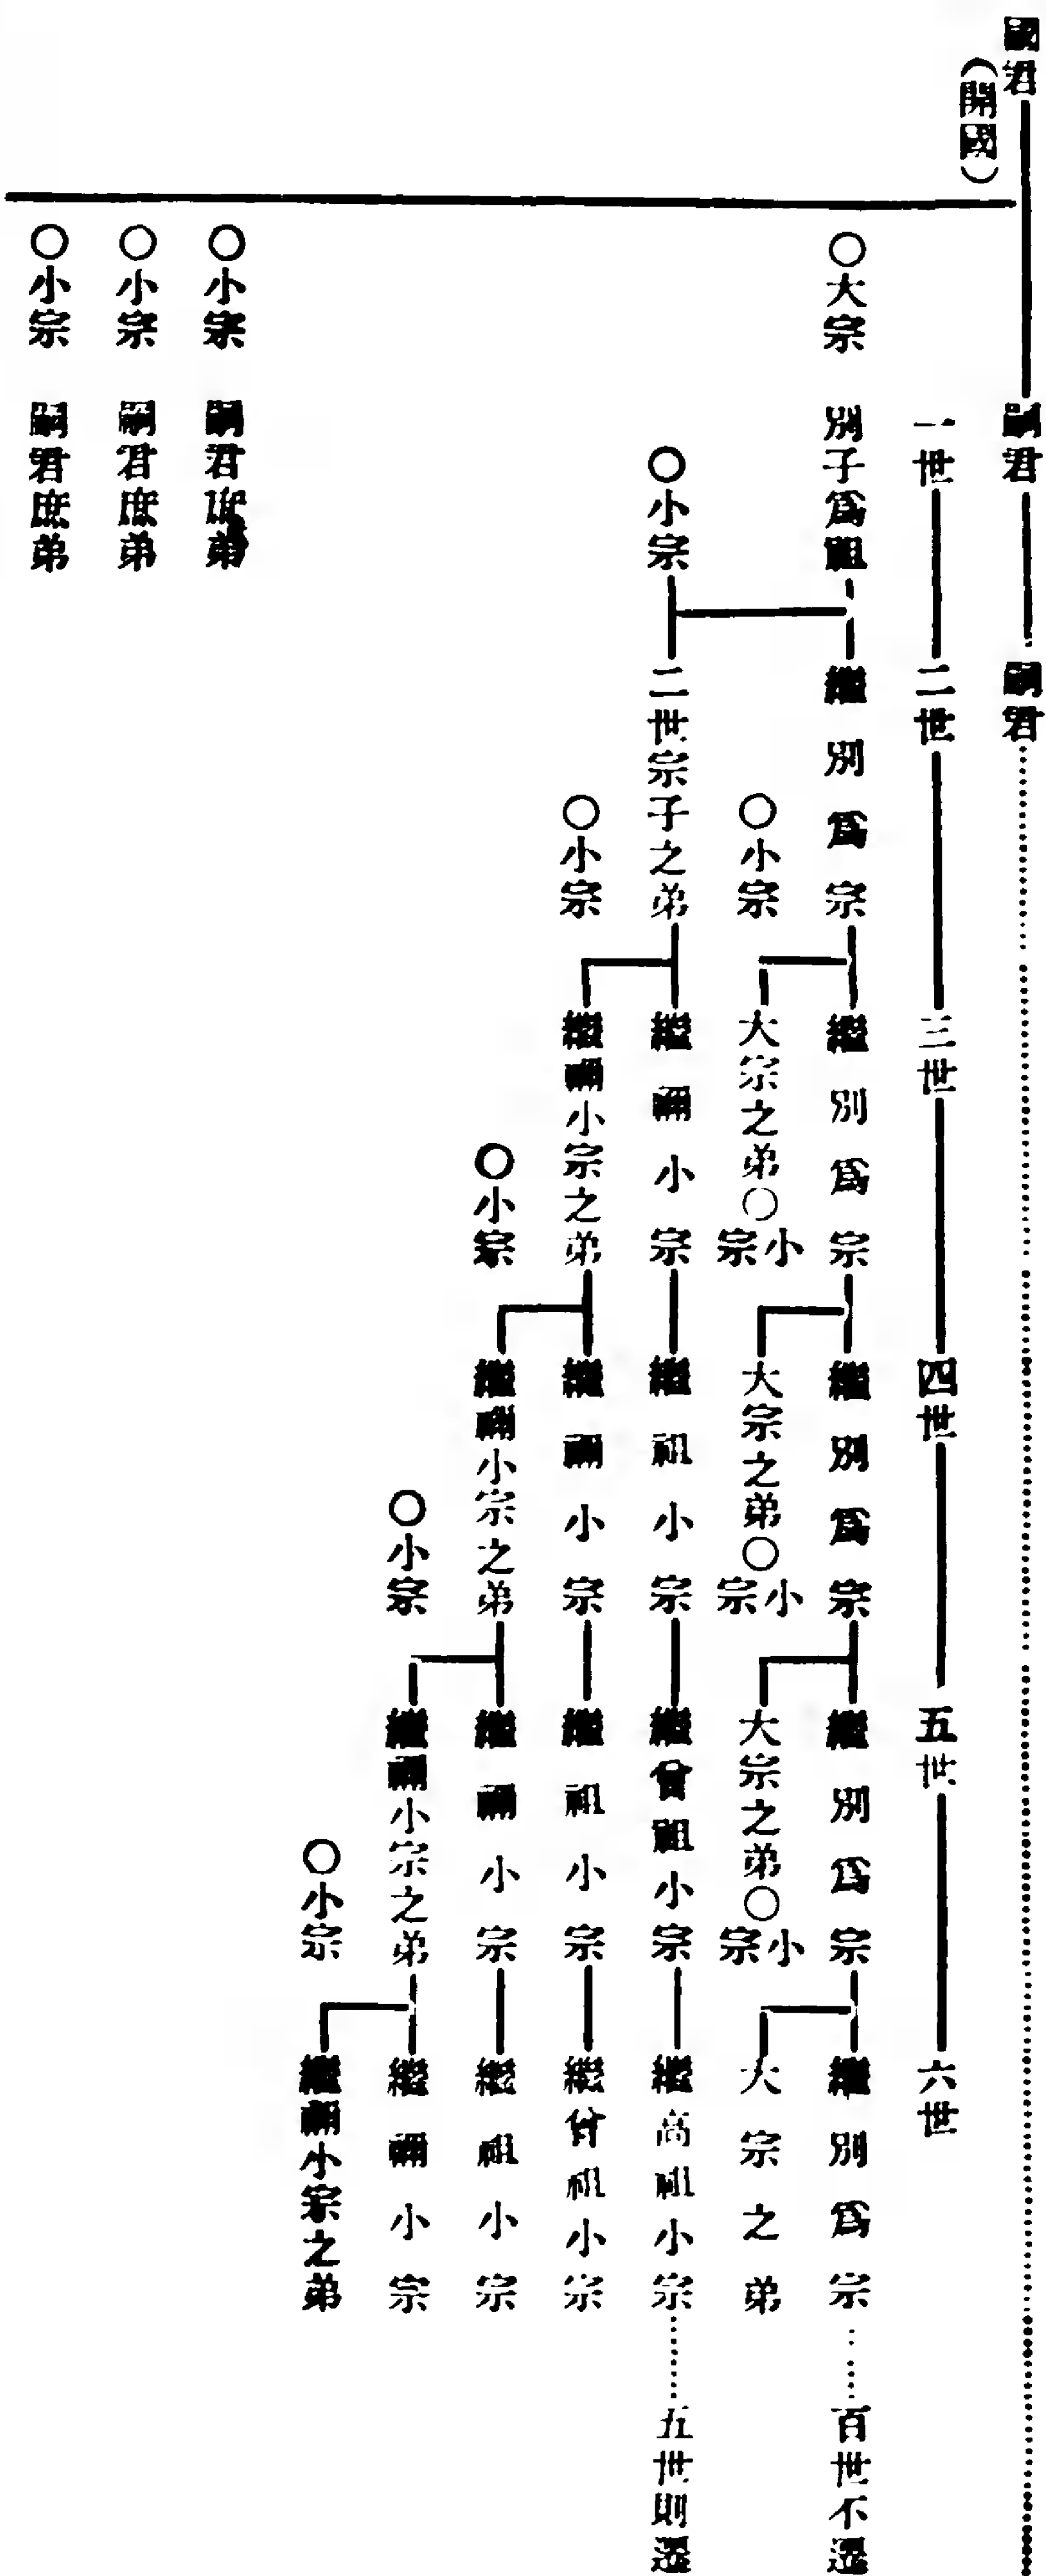 國君
(開國)
嗣君
嗣君
一世
二世
三世
四世
五世
六世
○大宗
別子爲祖
繼別爲宗
繼別爲宗
繼別爲宗
繼別爲宗
繼別爲宗
百世不遷
○小宗
大宗之弟
○小宗
大宗之弟
○小宗
大宗之弟
○小宗
大宗之弟
○小宗
二世宗子之弟
繼禰小宗
繼祖小宗
繼曾祖小宗
繼高祖小宗
五世則遷
○小宗
繼禰小宗之弟
繼禰小宗
繼祖小宗
繼曾祖小宗
○小宗
繼禰小宗之弟
繼禰小宗
繼祖小宗
○小宗
繼禰小宗之弟
繼禰小宗
○小宗
繼禰小宗之弟
○小宗
嗣君庶弟
○小宗
嗣君庶弟
○小宗
嗣君庶弟